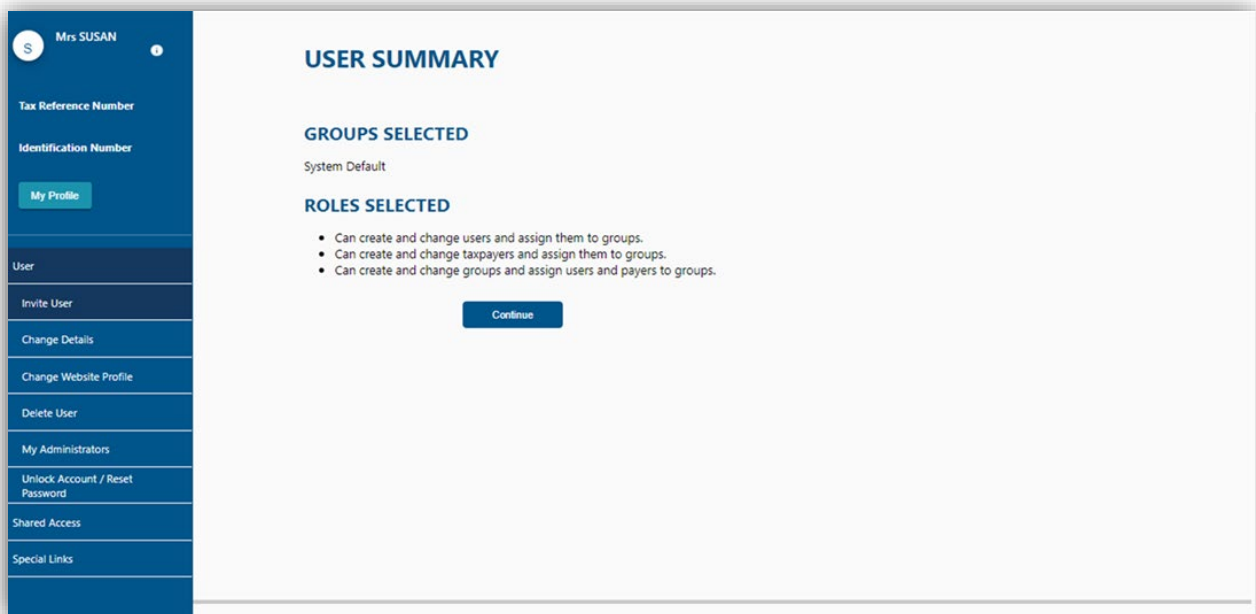 S
Mrs SUSAN
Tax Reference Number
Identification Number
My Profile
User
Invite User
Change Details
Change Website Profile
Delete User
My Administrators
Unlock Account / Reset
Password
Shared Access
Special Links
USER SUMMARY
GROUPS SELECTED
System Default
ROLES SELECTED
• Can create and change users and assign them to groups.
• Can create and change taxpayers and assign them to groups.
• Can create and change groups and assign users and payers to groups.
Continue